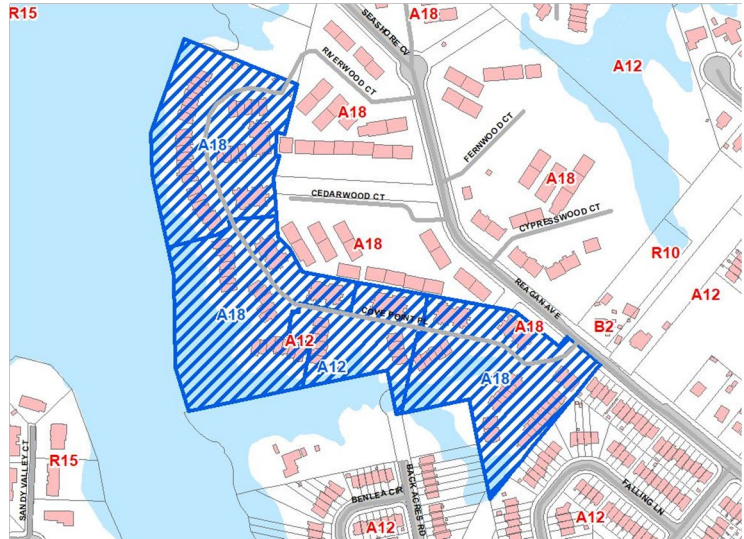 R15
A18
SEASHORE CV
RIVERWOOD CT
A12
A18
FERNWOOD CT
A18
A18
CEDARWOOD CT
CYPRESSWOOD CT
A18
R10
REAGAN AVE
A12
A18
COVE POINT PL
A18
B2
A12
A12
A18
R15
SANDY VALLEY CT
BENLEA CIR
BACK ACRES RD
FALLING LN
A12
A12